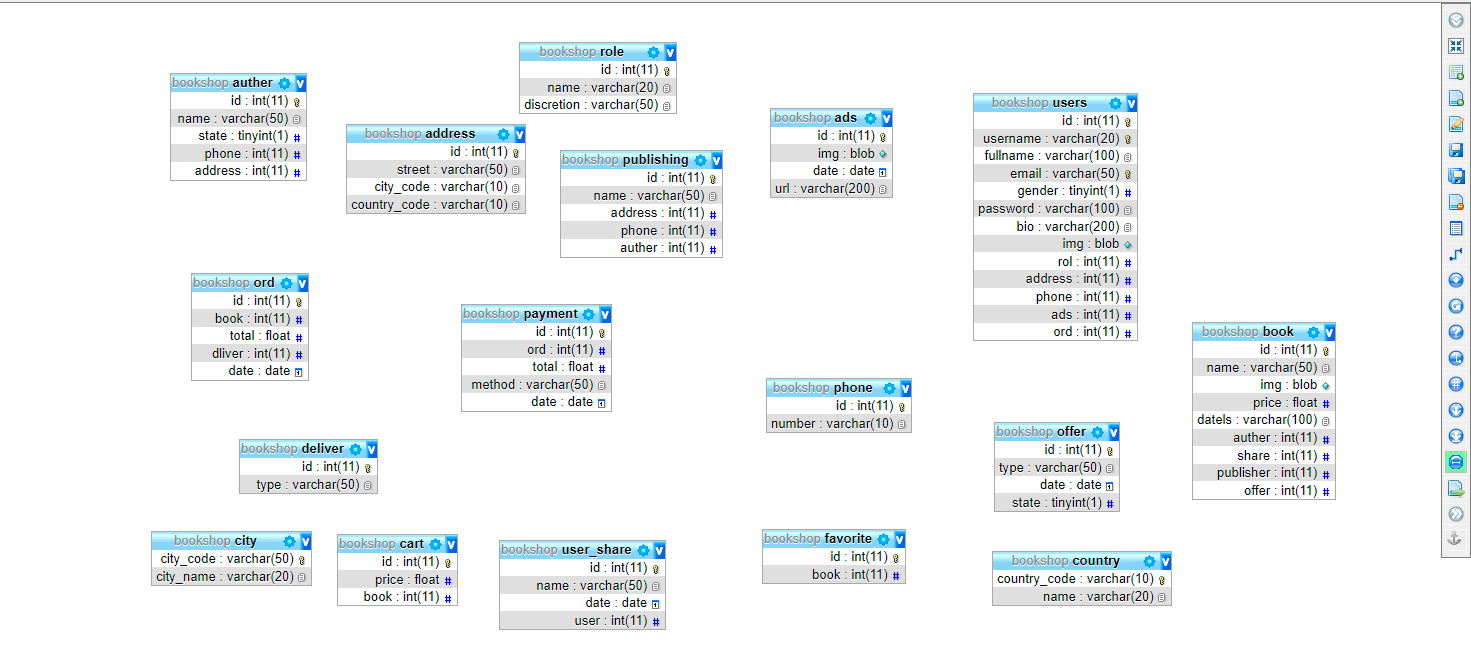 bookshop role
id : int(11)
name : varchar(20)
discretion : varchar(50)
bookshop auther
id : int(11)
name : varchar(50)
state : tinyint(1)
phone : int(11)
address : int(11)
bookshop address
id : int(11)
street : varchar(50)
city_code : varchar(10)
country_code : varchar(10)
bookshop publishing
id : int(11)
name : varchar(50)
address : int(11)
phone : int(11)
auther : int(11)
bookshop ads
id : int(11)
img : blob
date : date
url : varchar(200)
bookshop users
id : int(11)
username : varchar(20)
fullname : varchar(100)
email : varchar(50)
gender : tinyint(1)
password : varchar(100)
bio : varchar(200)
img : blob
rol : int(11)
address : int(11)
phone : int(11)
ads : int(11)
ord : int(11)
bookshop ord
id : int(11)
book : int(11)
total : float
dliver : int(11)
date : date
bookshop payment
id : int(11)
ord : int(11)
total : float
method : varchar(50)
date : date
bookshop book
id : int(11)
name : varchar(50)
img : blob
price : float
datels : varchar(100)
auther : int(11)
share : int(11)
publisher : int(11)
offer : int(11)
bookshop phone
id : int(11)
number : varchar(10)
bookshop offer
id : int(11)
type : varchar(50)
date : date
state : tinyint(1)
bookshop deliver
id : int(11)
type : varchar(50)
bookshop city
city_code : varchar(50)
city_name : varchar(20)
bookshop cart
id : int(11)
price : float
book : int(11)
bookshop user_share
id : int(11)
name : varchar(50)
date : date
user : int(11)
bookshop favorite
id : int(11)
book : int(11)
bookshop country
country_code : varchar(10)
name : varchar(20)